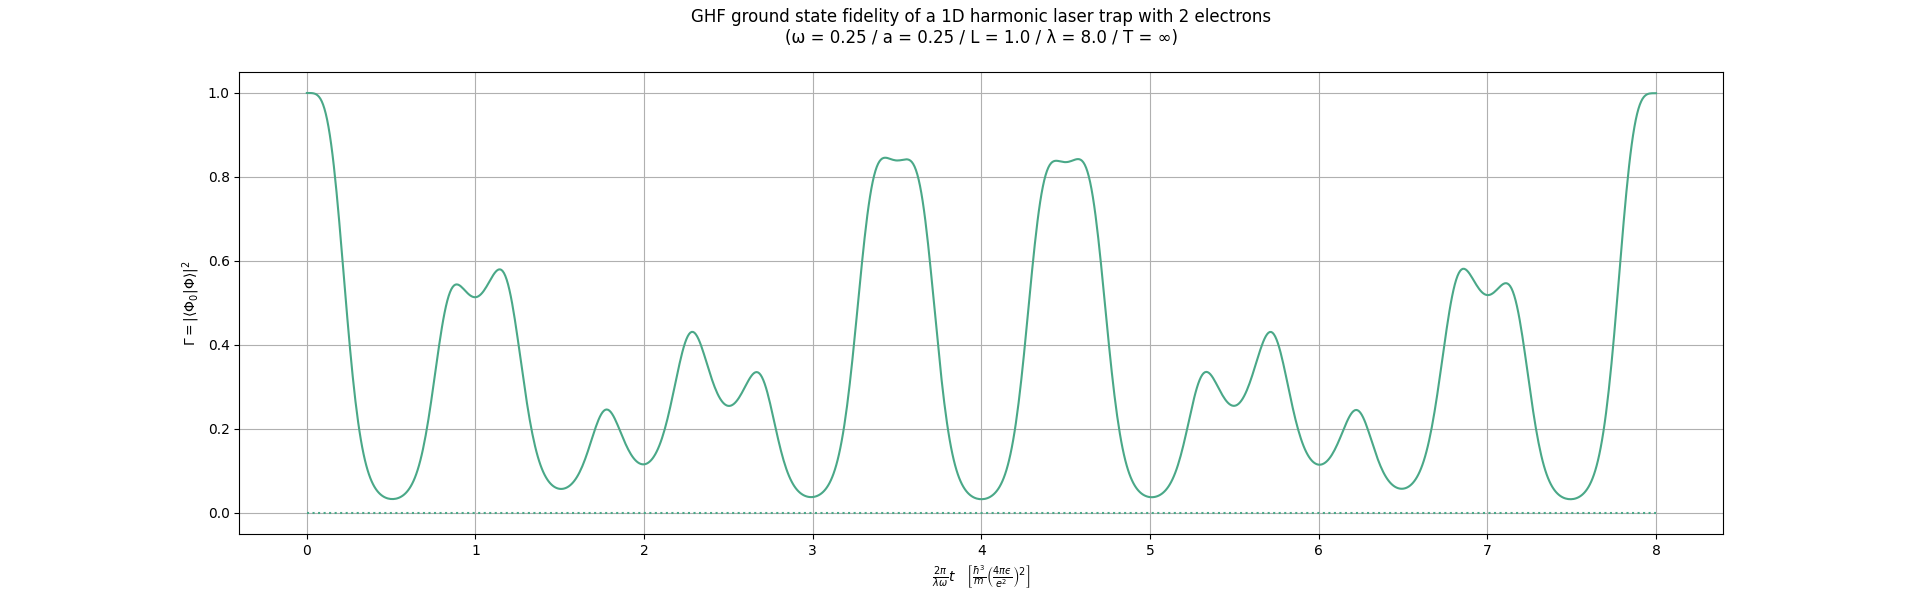 GHF ground state fidelity of a 1D harmonic laser trap with 2 electrons
(ω = 0.25 / a = 0.25 / L = 1.0 / λ = 8.0 / T = ∞)
1.0
0.8
0.6
0.4
0.2
0.0
Γ = |⟨Φ₀|Φ⟩|²
0 1 2 3 4 5 6 7 8
2π/λω t [ℏ³/m (4πϵ/e²)²]